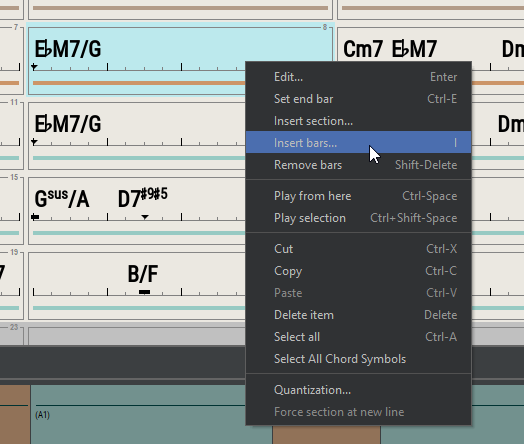 7
8
E♭M7/G
Cm7 E♭M7
Dm
11
E♭M7/G
Dm
15
Gsus/A D7♯9♯5
19
7
B/F
23
(A1)
Edit... Enter
Set end bar Ctrl-E
Insert section...
Insert bars... I
Remove bars Shift-Delete
Play from here Ctrl-Space
Play selection Ctrl+Shift-Space
Cut Ctrl-X
Copy Ctrl-C
Paste Ctrl-V
Delete item Delete
Select all Ctrl-A
Select All Chord Symbols
Quantization...
Force section at new line